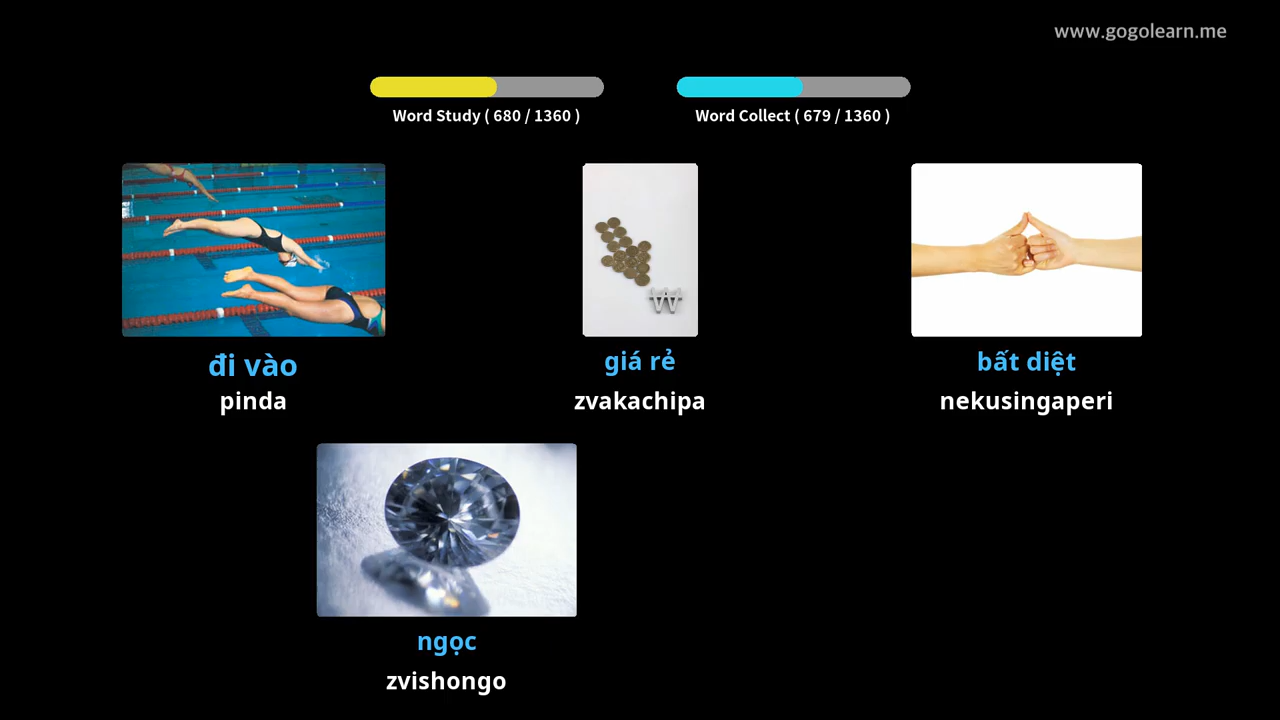 www.gogolearn.me
Word Study ( 680 / 1360 )
Word Collect ( 679 / 1360 )
đi vào
pinda
giá rẻ
zvakachipa
bất diệt
nekusingaperi
ngọc
zvishongo